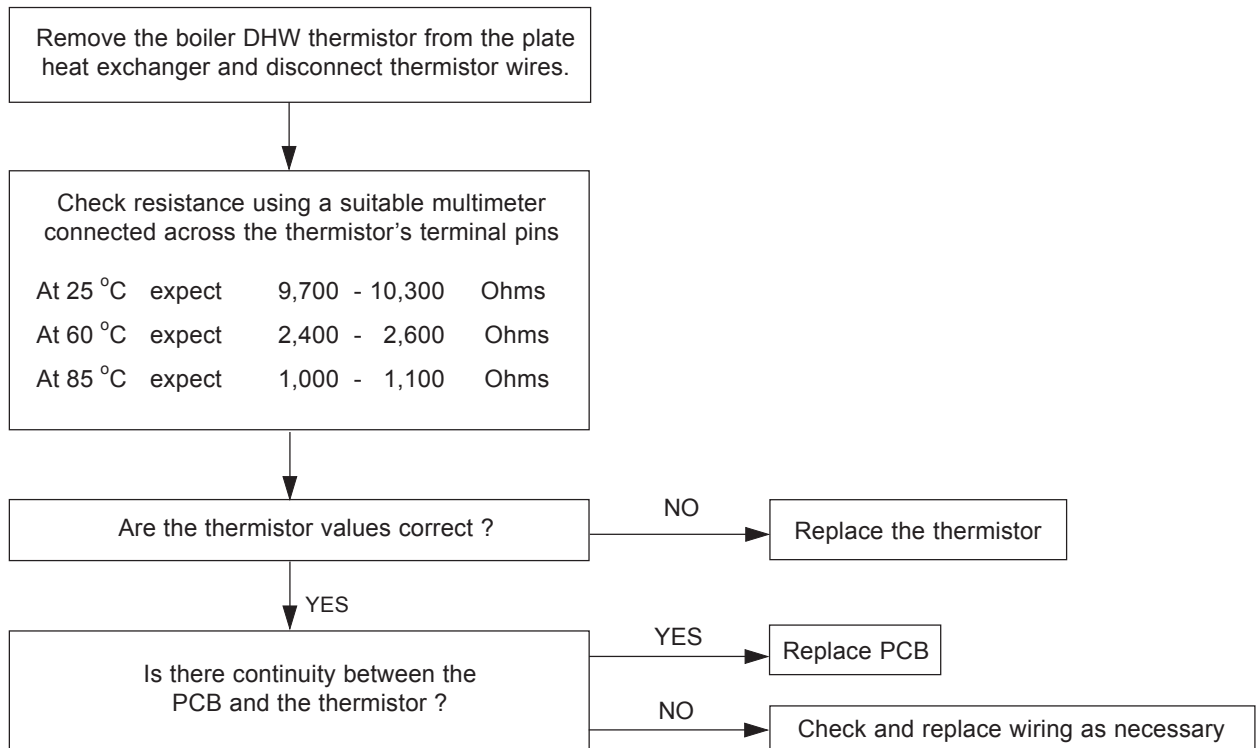 Remove the boiler DHW thermistor from the plate
heat exchanger and disconnect thermistor wires.
Check resistance using a suitable multimeter
connected across the thermistor's terminal pins
At 25 °C expect 9,700 - 10,300 Ohms
At 60 °C expect 2,400 - 2,600 Ohms
At 85 °C expect 1,000 - 1,100 Ohms
Are the thermistor values correct ?
NO
Replace the thermistor
YES
Is there continuity between the
PCB and the thermistor ?
YES
Replace PCB
NO
Check and replace wiring as necessary